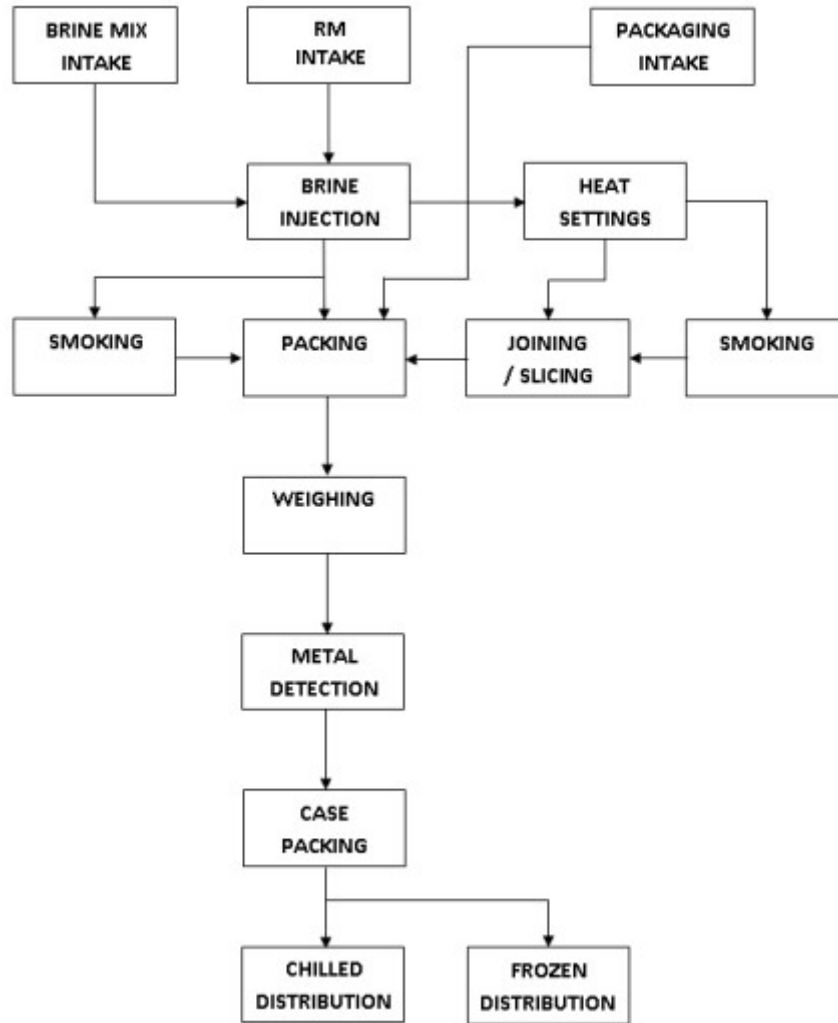 BRINE MIX
INTAKE
RM
INTAKE
PACKAGING
INTAKE
BRINE
INJECTION
HEAT
SETTINGS
SMOKING
PACKING
JOINING
/ SLICING
SMOKING
WEIGHING
METAL
DETECTION
CASE
PACKING
CHILLED
DISTRIBUTION
FROZEN
DISTRIBUTION